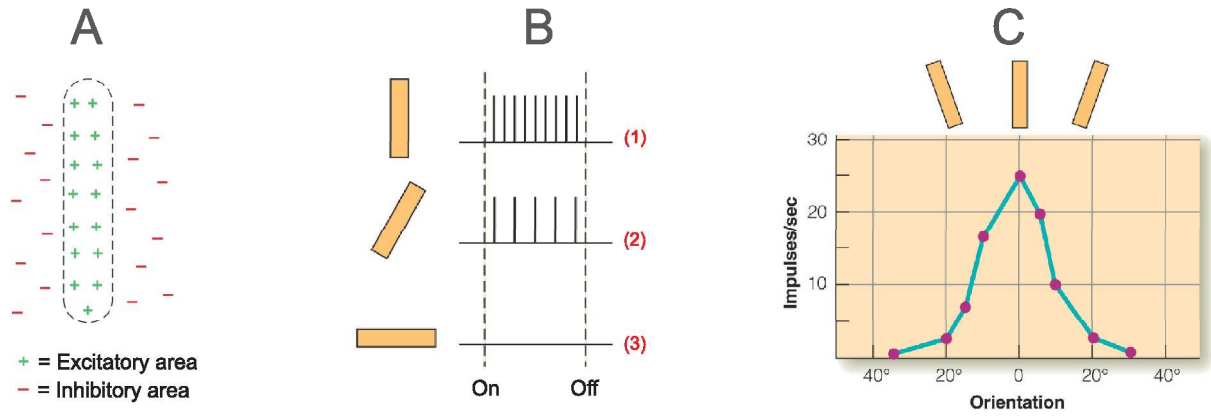 A
B
C
+ = Excitatory area
− = Inhibitory area
(1)
(2)
(3)
On Off
30
20
10
Impulses/sec
40° 20° 0 20° 40°
Orientation